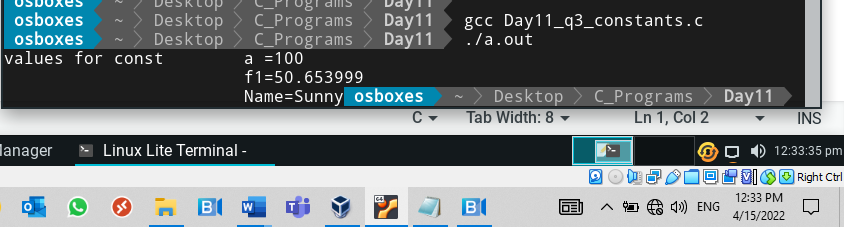 osboxes ~ Desktop C_Programs Day11
osboxes ~ Desktop C_Programs Day11 gcc Day11_q3_constants.c
osboxes ~ Desktop C_Programs Day11 ./a.out
values for const a =100
f1=50.653999
Name=Sunny osboxes ~ Desktop C_Programs Day11
C Tab Width: 8 Ln 1, Col 2 INS
Manager Linux Lite Terminal - 12:33:35 pm
Right Ctrl
12:33 PM
ENG
4/15/2022